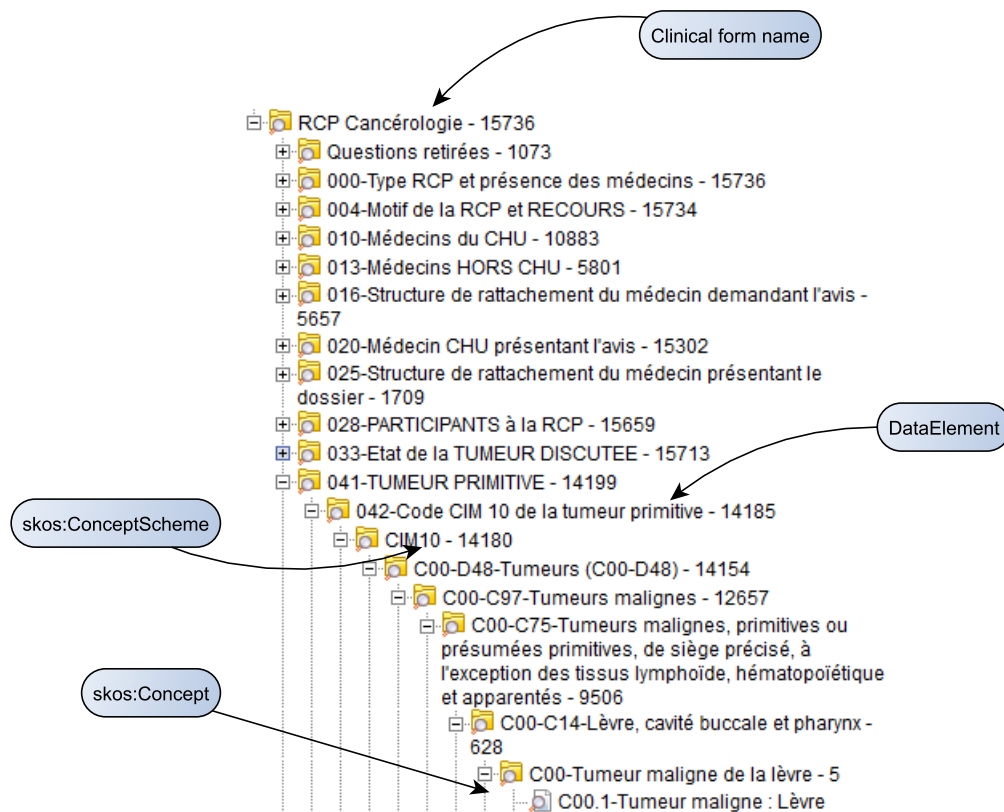 Clinical form name
RCP Cancérologie - 15736
Questions retirées - 1073
000-Type RCP et présence des médecins - 15736
004-Motif de la RCP et RECOURS - 15734
010-Médecins du CHU - 10883
013-Médecins HORS CHU - 5801
016-Structure de rattachement du médecin demandant l'avis -
5657
020-Médecin CHU présentant l'avis - 15302
025-Structure de rattachement du médecin présentant le
dossier - 1709
028-PARTICIPANTS à la RCP - 15659
DataElement
033-Etat de la TUMEUR DISCUTEE - 15713
041-TUMEUR PRIMITIVE - 14199
042-Code CIM 10 de la tumeur primitive - 14185
skos:ConceptScheme
CIM10 - 14180
C00-D48-Tumeurs (C00-D48) - 14154
C00-C97-Tumeurs malignes - 12657
C00-C75-Tumeurs malignes, primitives ou
présumées primitives, de siège précisé, à
l'exception des tissus lymphoïde, hématopoïétique
et apparentés - 9506
skos:Concept
C00-C14-Lèvre, cavité buccale et pharynx -
628
C00-Tumeur maligne de la lèvre - 5
C00.1-Tumeur maligne : Lèvre